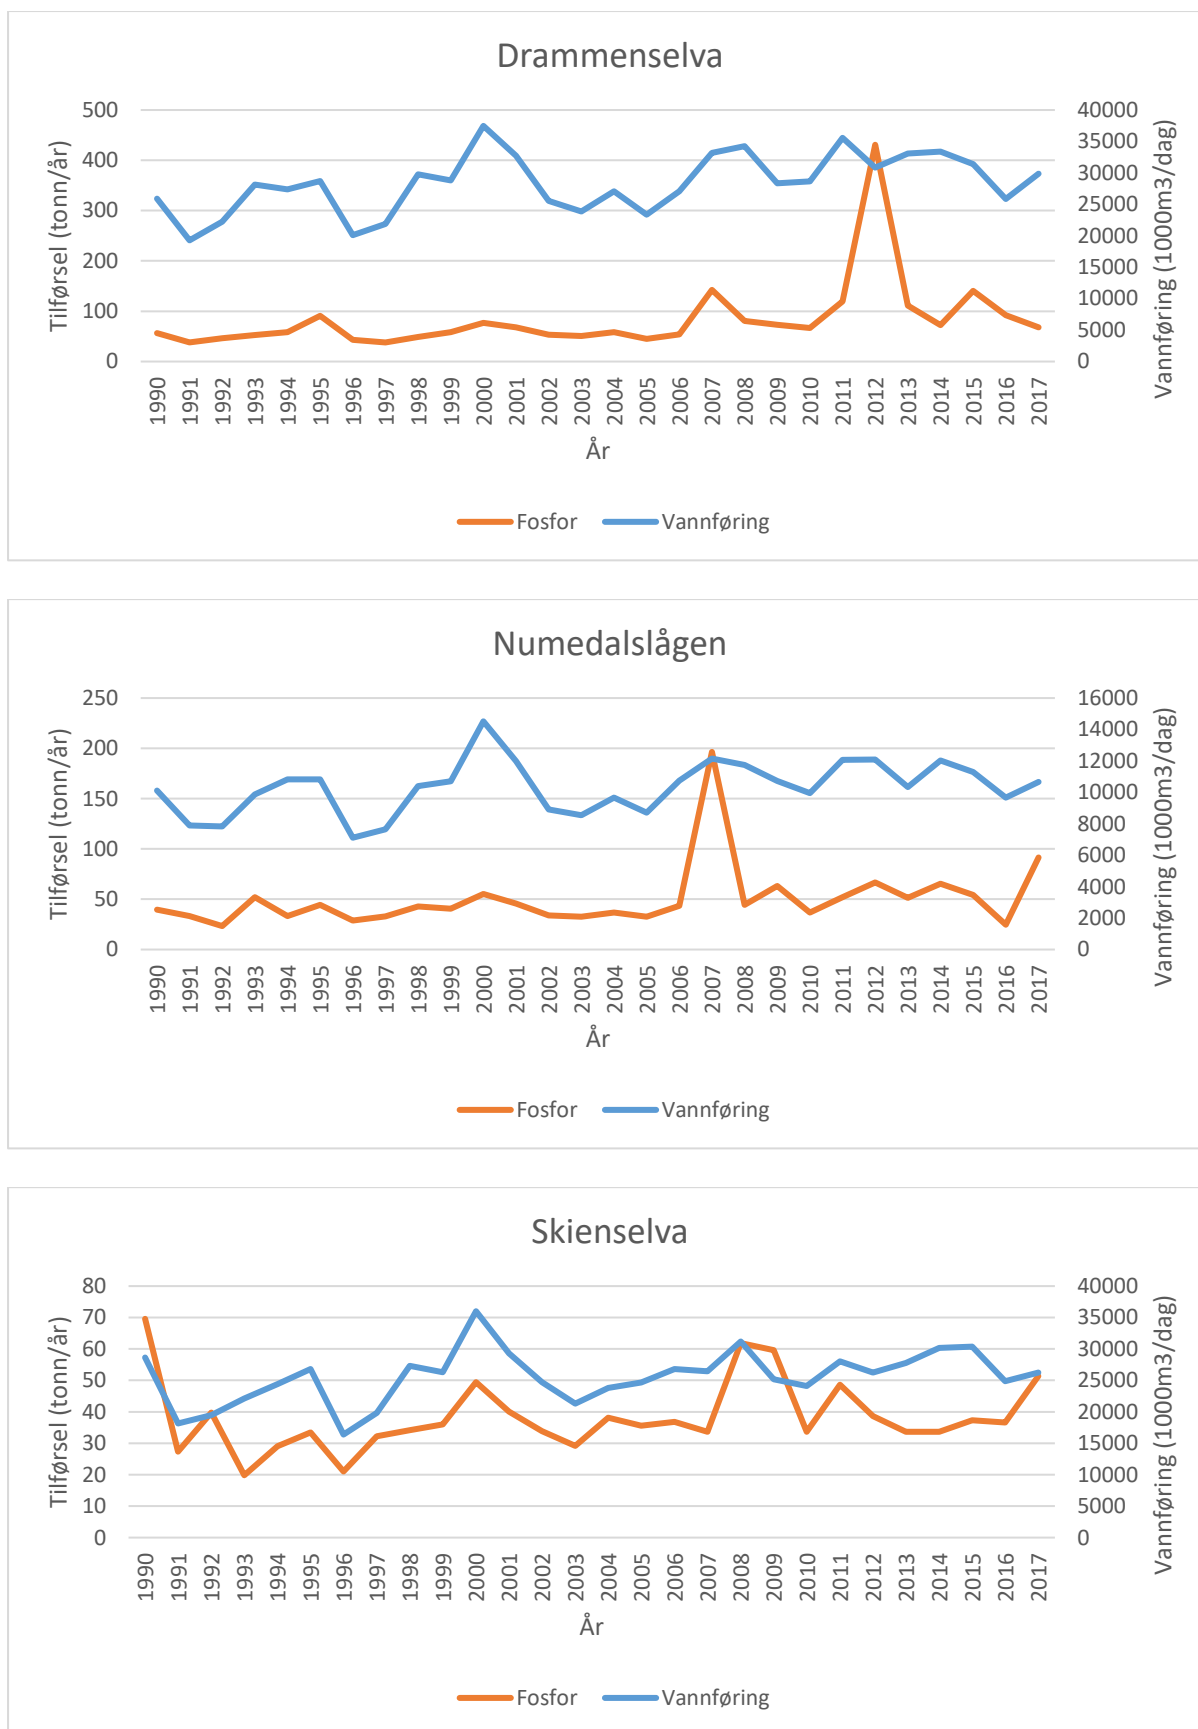 Drammenselva
Tilførsel (tonn/år)
500
400
300
200
100
0
40000
35000
30000
25000
20000
15000
10000
5000
0
Vannføring (1000m3/dag)
1990 1991 1992 1993 1994 1995 1996 1997 1998 1999 2000 2001 2002 2003 2004 2005 2006 2007 2008 2009 2010 2011 2012 2013 2014 2015 2016 2017
År
Fosfor Vannføring
Numedalslågen
Tilførsel (tonn/år)
250
200
150
100
50
0
16000
14000
12000
10000
8000
6000
4000
2000
0
Vannføring (1000m3/dag)
1990 1991 1992 1993 1994 1995 1996 1997 1998 1999 2000 2001 2002 2003 2004 2005 2006 2007 2008 2009 2010 2011 2012 2013 2014 2015 2016 2017
År
Fosfor Vannføring
Skienselva
Tilførsel (tonn/år)
80
70
60
50
40
30
20
10
0
40000
35000
30000
25000
20000
15000
10000
5000
0
Vannføring (1000m3/dag)
1990 1991 1992 1993 1994 1995 1996 1997 1998 1999 2000 2001 2002 2003 2004 2005 2006 2007 2008 2009 2010 2011 2012 2013 2014 2015 2016 2017
År
Fosfor Vannføring